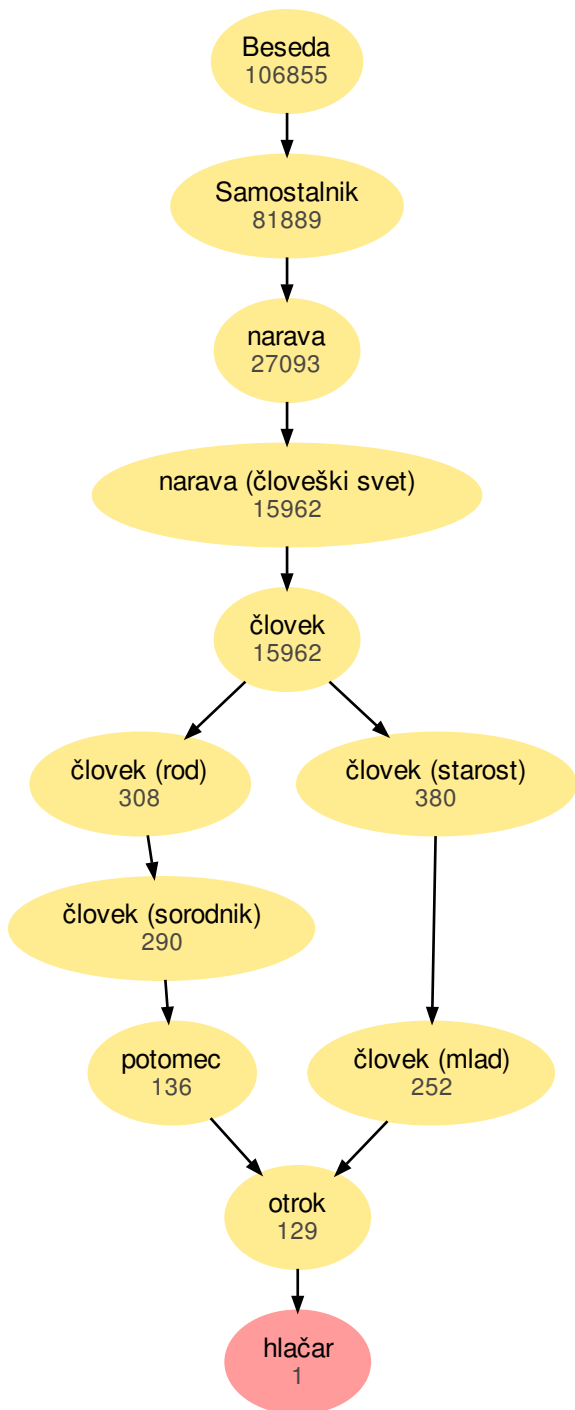 Beseda
106855
Samostalnik
81889
narava
27093
narava (človeški svet)
15962
človek
15962
človek (rod)
308
človek (starost)
380
človek (sorodnik)
290
potomec
136
človek (mlad)
252
otrok
129
hlačar
1